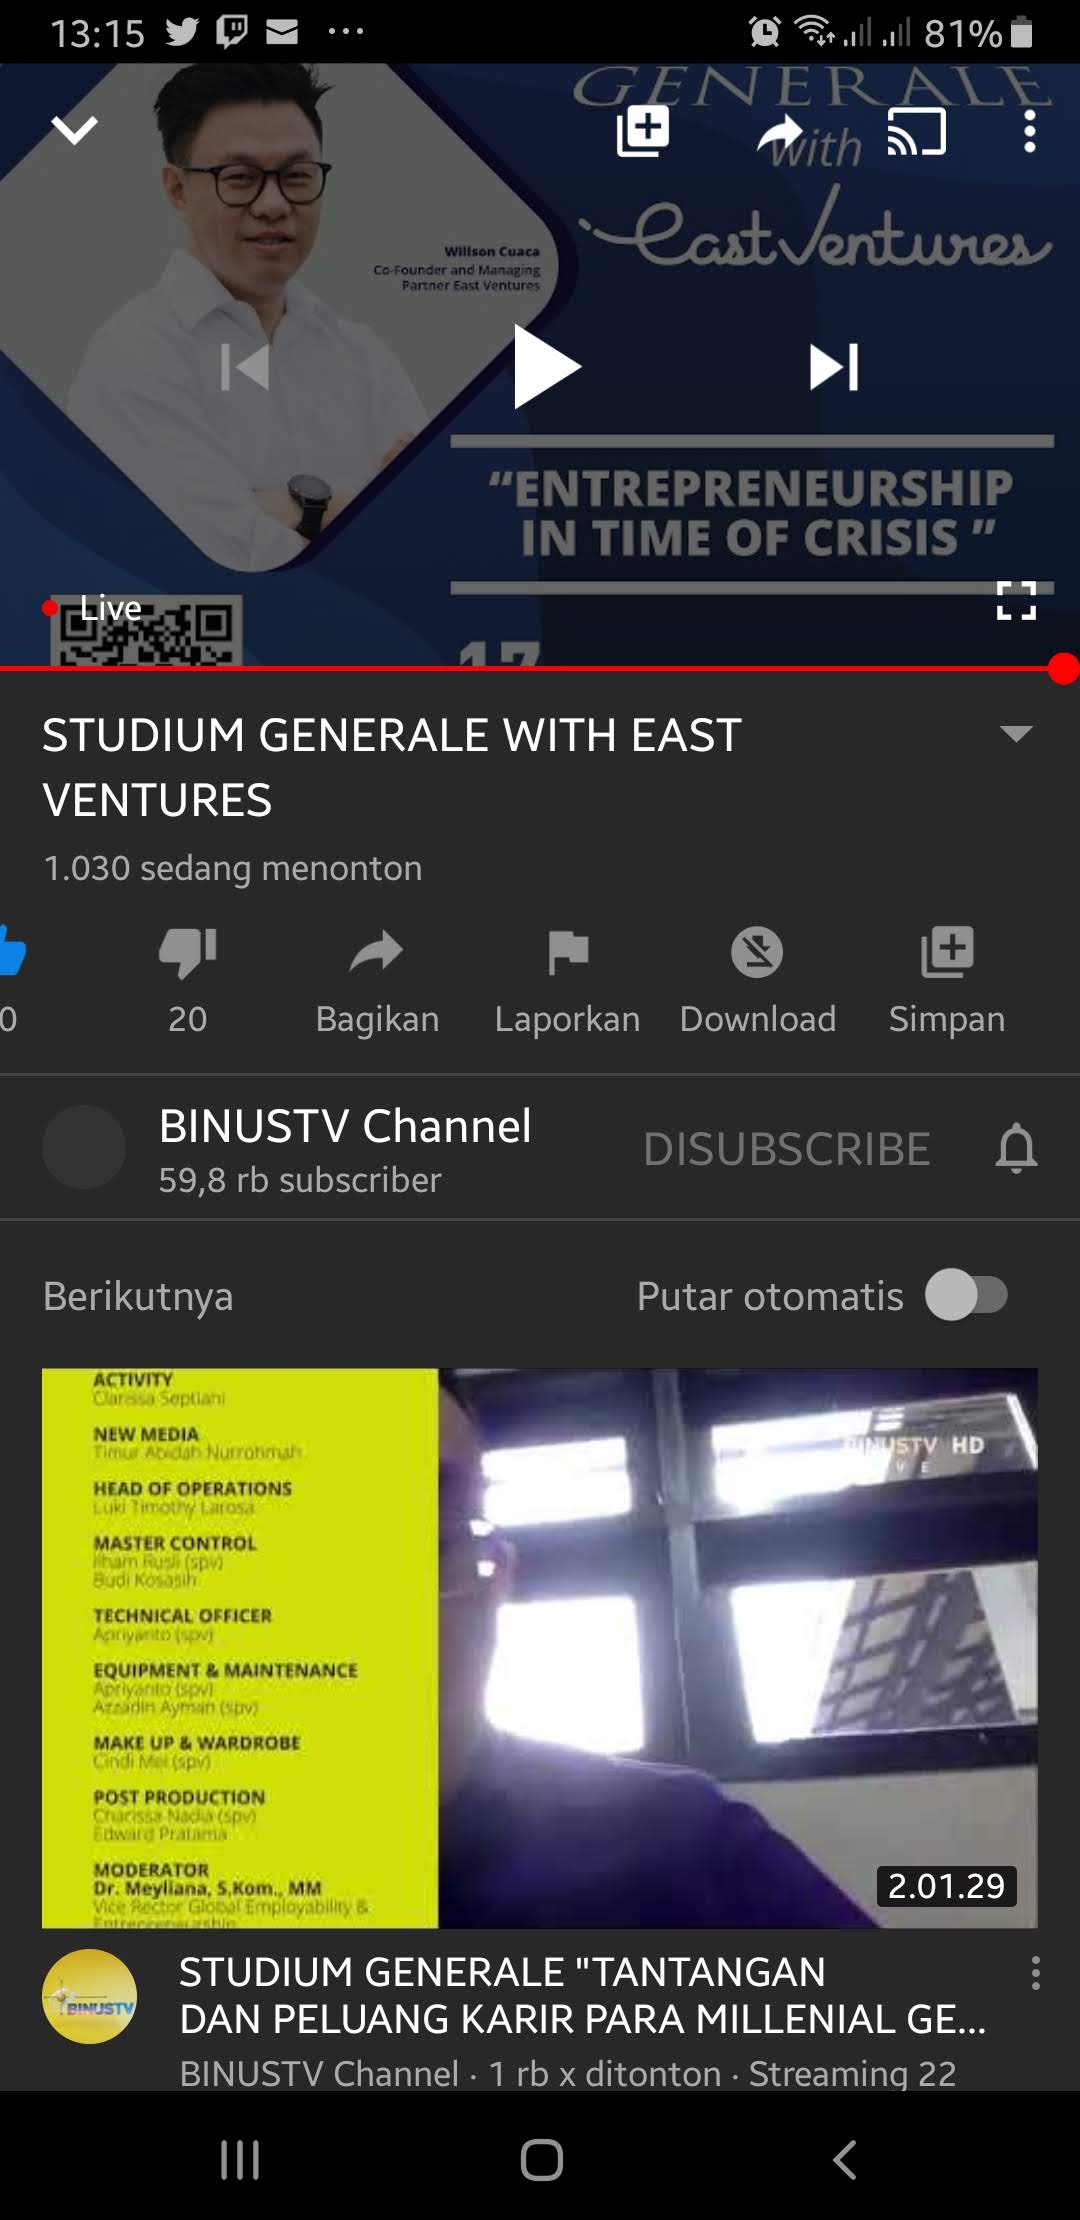 13:15
81%
GENERALE
with
East Ventures
Willson Cuaca
Co-Founder and Managing
Partner East Ventures
"ENTREPRENEURSHIP
IN TIME OF CRISIS "
Live
17
STUDIUM GENERALE WITH EAST
VENTURES
1.030 sedang menonton
0
20
Bagikan
Laporkan
Download
Simpan
BINUSTV Channel
59,8 rb subscriber
DISUBSCRIBE
Berikutnya
Putar otomatis
ACTIVITY
Clarissa Septiani
NEW MEDIA
Timur Abidah Nurrohmah
HEAD OF OPERATIONS
Luki Timothy Larosa
MASTER CONTROL
Ilham Rusli (spv)
Budi Kosasih
TECHNICAL OFFICER
Apriyanto (spv)
EQUIPMENT & MAINTENANCE
Apriyanto (spv)
Azzadin Ayman (spv)
MAKE UP & WARDROBE
Cindi Mei (spv)
POST PRODUCTION
Charissa Nadia (spv)
Edward Pratama
MODERATOR
Dr. Meyliana, S.Kom., MM
Vice Rector Global Employability &
Entrepreneurship
BINUSTV HD
LIVE
2.01.29
BINUSTV
STUDIUM GENERALE "TANTANGAN
DAN PELUANG KARIR PARA MILLENIAL GE...
BINUSTV Channel · 1 rb x ditonton · Streaming 22